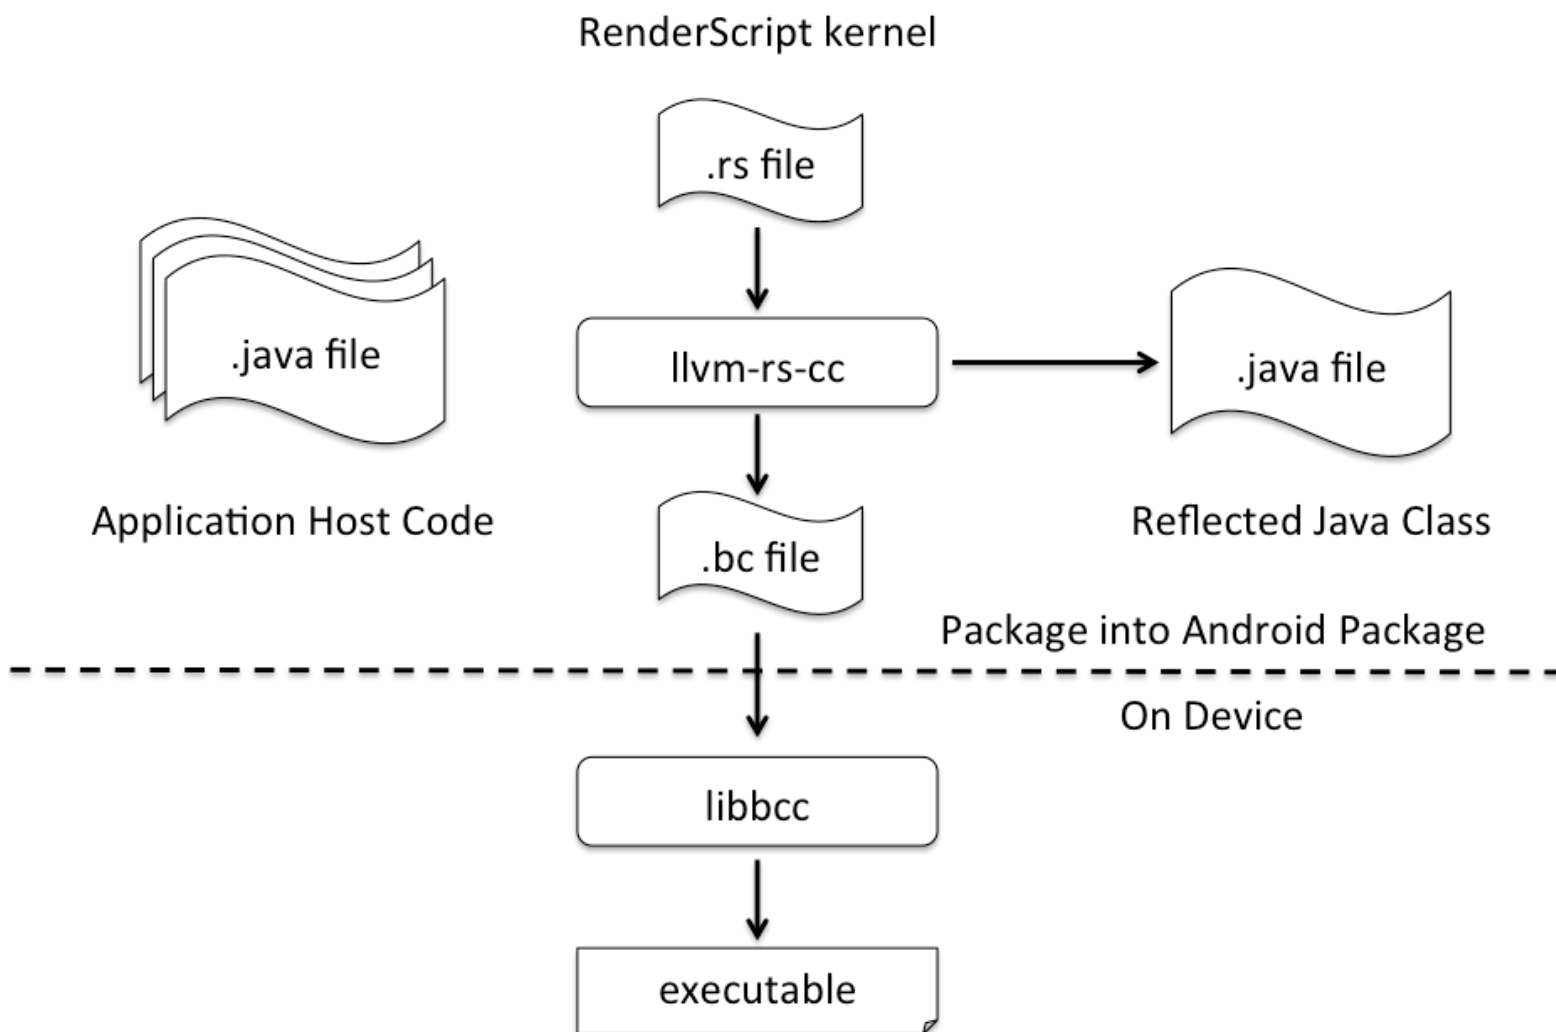 RenderScript kernel
.rs file
.java file
llvm-rs-cc
.java file
Application Host Code
Reflected Java Class
.bc file
Package into Android Package
On Device
libbcc
executable